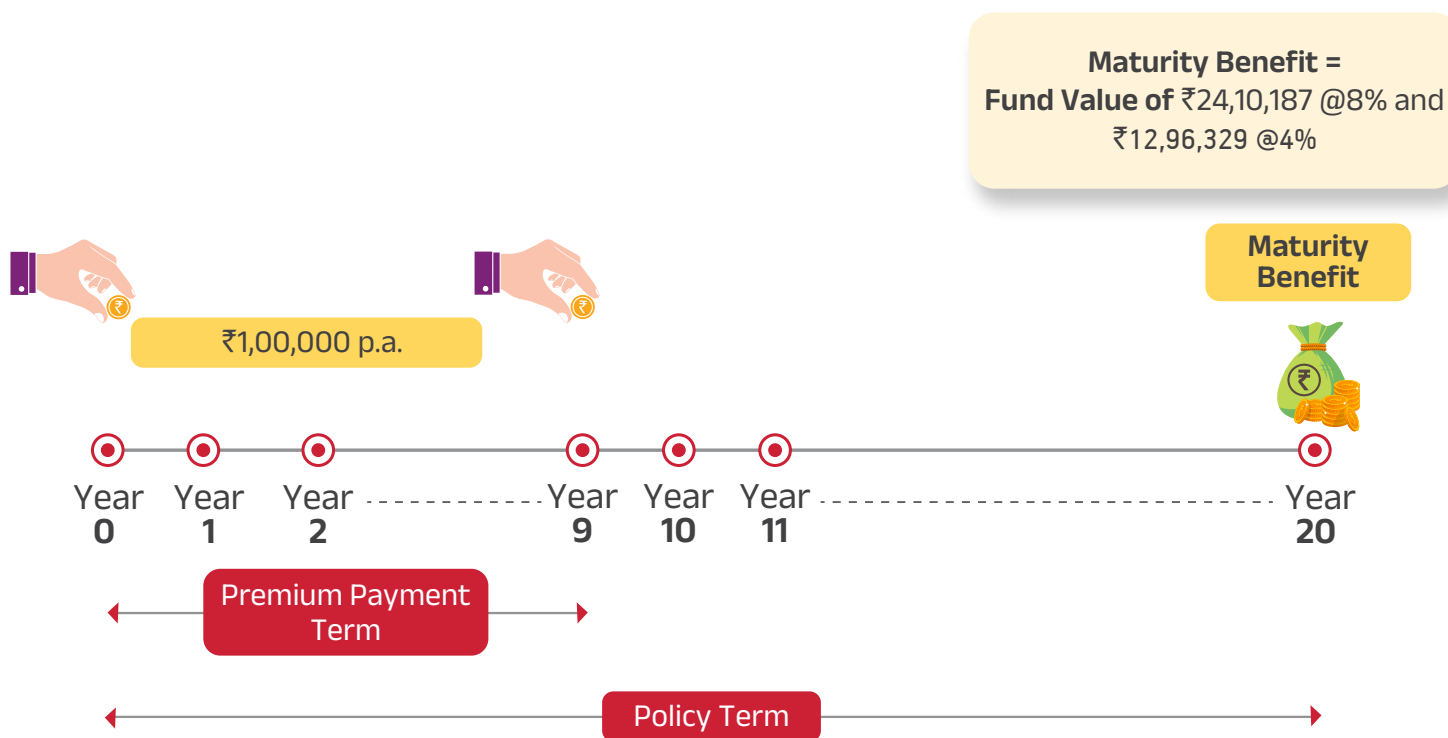 Maturity Benefit =
Fund Value of ₹24,10,187 @8% and
₹12,96,329 @4%
Maturity
Benefit
₹
₹
₹1,00,000 p.a.
₹
Year
0
Year
1
Year
2
Year
9
Year
10
Year
11
Year
20
Premium Payment
Term
Policy Term